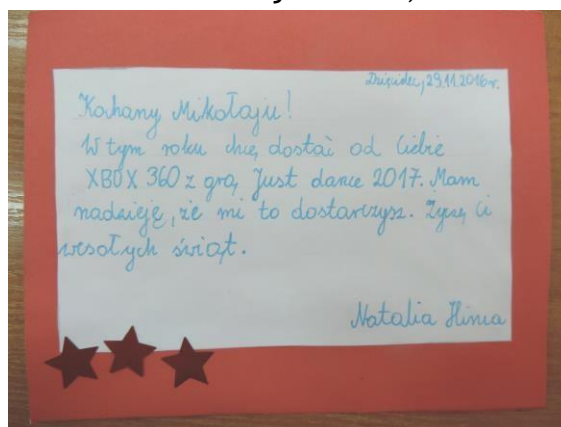 29.11.2016r.
Kochany Mikołaju!
W tym roku chcę dostać od Ciebie
XBOX 360 z grą Just dance 2017. Mam
nadzieję, że mi to dostarczysz. Życzę Ci
wesołych świąt.
Natalia